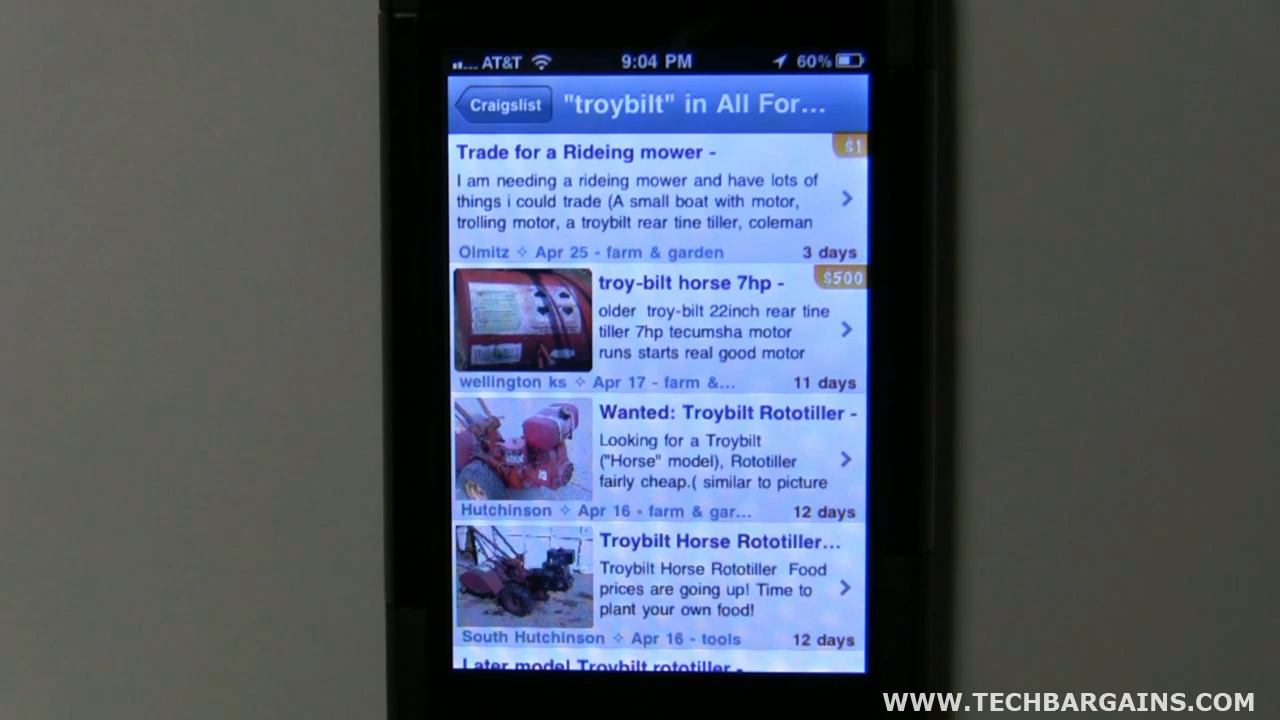 AT&T 9:04 PM 60%
Craigslist "troybilt" in All For...
Trade for a Rideing mower - $1
I am needing a rideing mower and have lots of
things i could trade (A small boat with motor,
trolling motor, a troybilt rear tine tiller, coleman
Olmitz ✧ Apr 25 - farm & garden 3 days
troy-bilt horse 7hp - $500
older troy-bilt 22inch rear tine
tiller 7hp tecumsha motor
runs starts real good motor
wellington ks ✧ Apr 17 - farm &... 11 days
Wanted: Troybilt Rototiller -
Looking for a Troybilt
("Horse" model), Rototiller
fairly cheap.( similar to picture
Hutchinson ✧ Apr 16 - farm & gar... 12 days
Troybilt Horse Rototiller...
Troybilt Horse Rototiller Food
prices are going up! Time to
plant your own food!
South Hutchinson ✧ Apr 16 - tools 12 days
Later model Troybilt rototiller -
WWW.TECHBARGAINS.COM